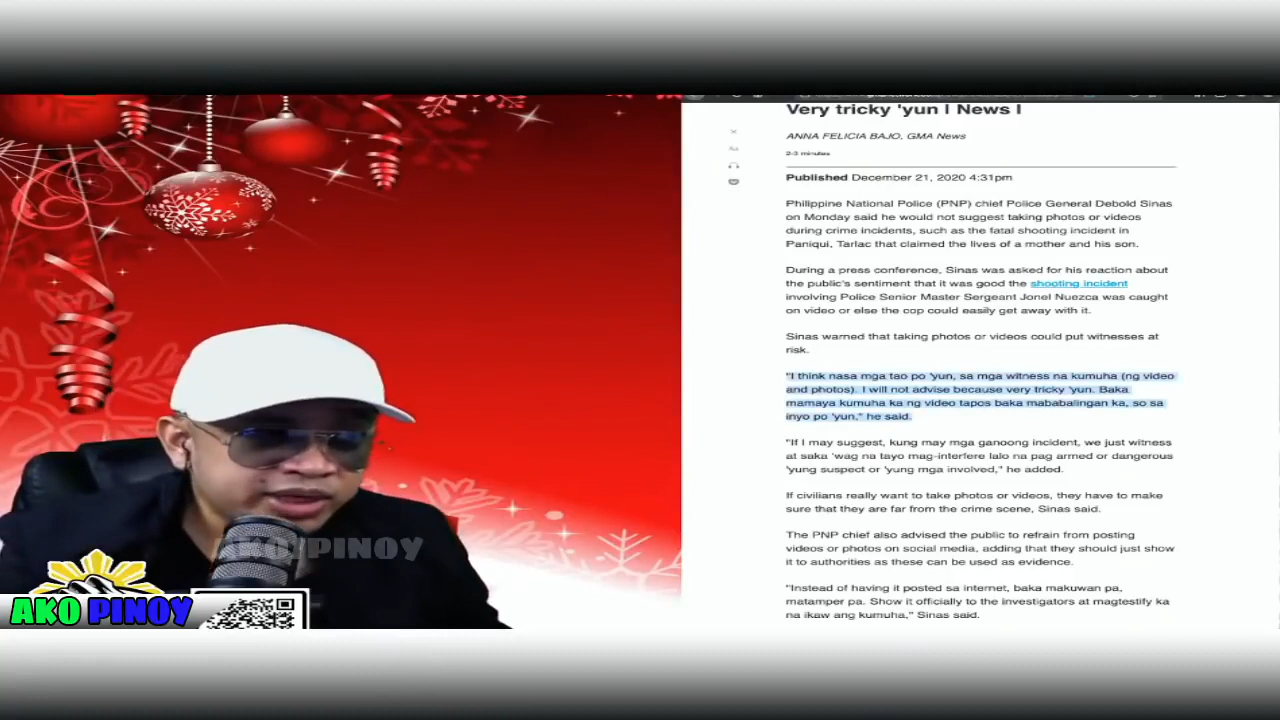 Very tricky 'yun | News |
ANNA FELICIA BAJO, GMA News
2-3 minutes
Published December 21, 2020 4:31pm
Philippine National Police (PNP) chief Police General Debold Sinas
on Monday said he would not suggest taking photos or videos
during crime incidents, such as the fatal shooting incident in
Paniqui, Tarlac that claimed the lives of a mother and his son.
During a press conference, Sinas was asked for his reaction about
the public's sentiment that it was good the shooting incident
involving Police Senior Master Sergeant Jonel Nuezca was caught
on video or else the cop could easily get away with it.
Sinas warned that taking photos or videos could put witnesses at
risk.
"I think nasa mga tao po 'yun, sa mga witness na kumuha (ng video
and photos). I will not advise because very tricky 'yun. Baka
mamaya kumuha ka ng video tapos baka mababalingan ka, so sa
inyo po 'yun," he said.
"If I may suggest, kung may mga ganoong incident, we just witness
at saka 'wag na tayo mag-interfere lalo na pag armed or dangerous
'yung suspect or 'yung mga involved," he added.
If civilians really want to take photos or videos, they have to make
sure that they are far from the crime scene, Sinas said.
The PNP chief also advised the public to refrain from posting
videos or photos on social media, adding that they should just show
it to authorities as these can be used as evidence.
"Instead of having it posted sa internet, baka makuwan pa,
matamper pa. Show it officially to the investigators at magtestify ka
na ikaw ang kumuha," Sinas said.
AKO PINOY
AKO PINOY